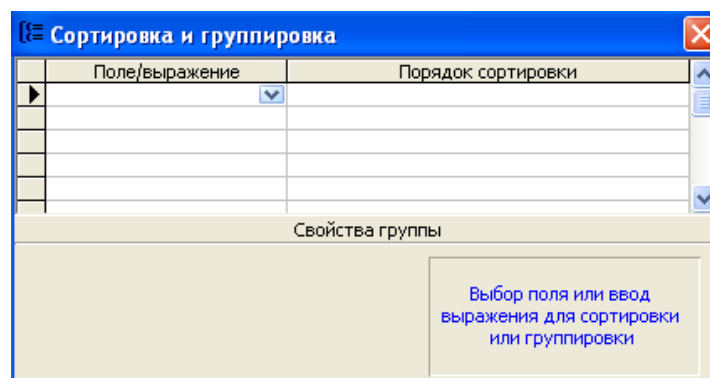 Сортировка и группировка
Поле/выражение Порядок сортировки
Свойства группы
Выбор поля или ввод
выражения для сортировки
или группировки